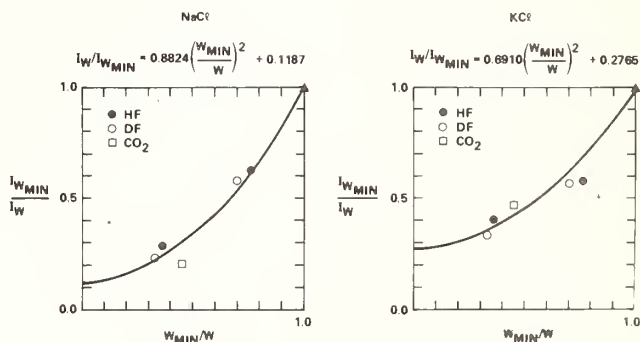 NaCℓ
I_W/I_W_MIN = 0.8824 (W_MIN/W)^2 + 0.1187
1.0
HF
DF
CO₂
I_W_MIN/I_W
0.5
0.0
1.0
W_MIN/W
KCℓ
I_W/I_W_MIN = 0.6910 (W_MIN/W)^2 + 0.2765
1.0
HF
DF
CO₂
I_W_MIN/I_W
0.5
0.0
1.0
W_MIN/W